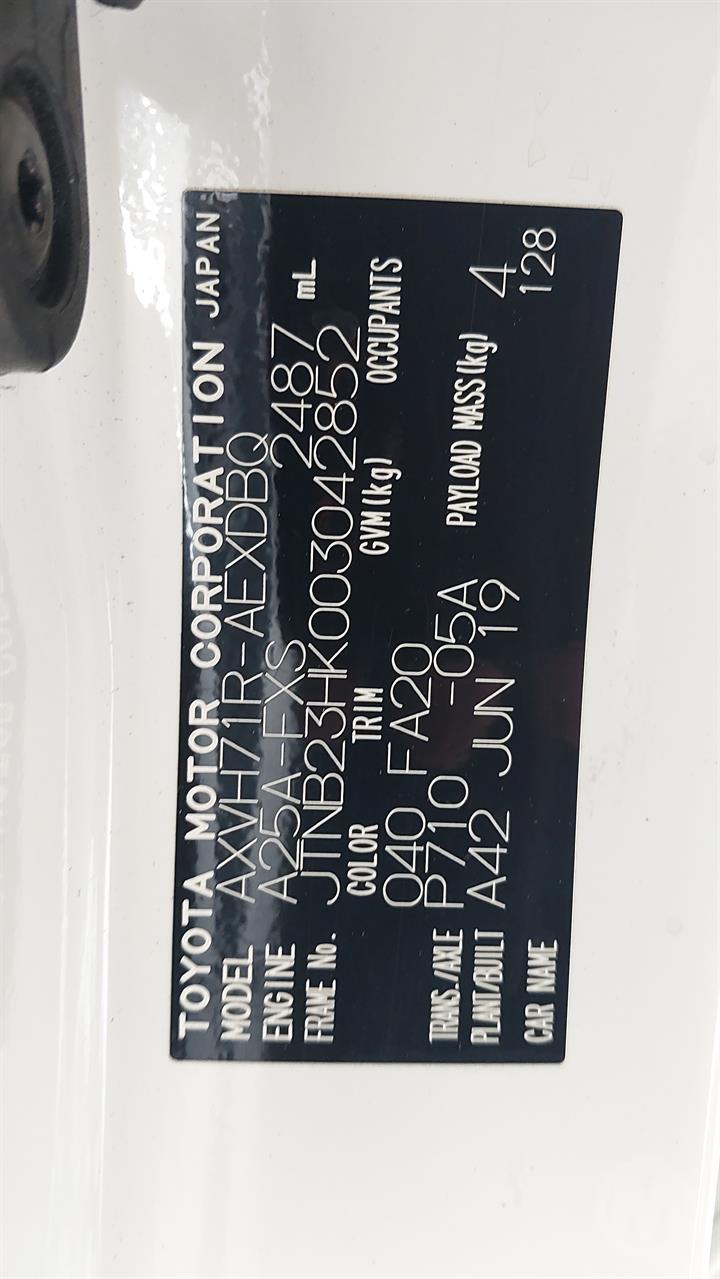 TOYOTA MOTOR CORPORATION JAPAN
MODEL AXVH71R-AEXDBQ
ENGINE A25A-FXS 2487 mL
FRAME No. JTNB23HK003042852
COLOR TRIM GVM(kg) OCCUPANTS
040 FA20
TRANS./AXLE P710 -05A PAYLOAD MASS(kg) 4
PLANT/BUILT A42 JUN 19 128
CAR NAME